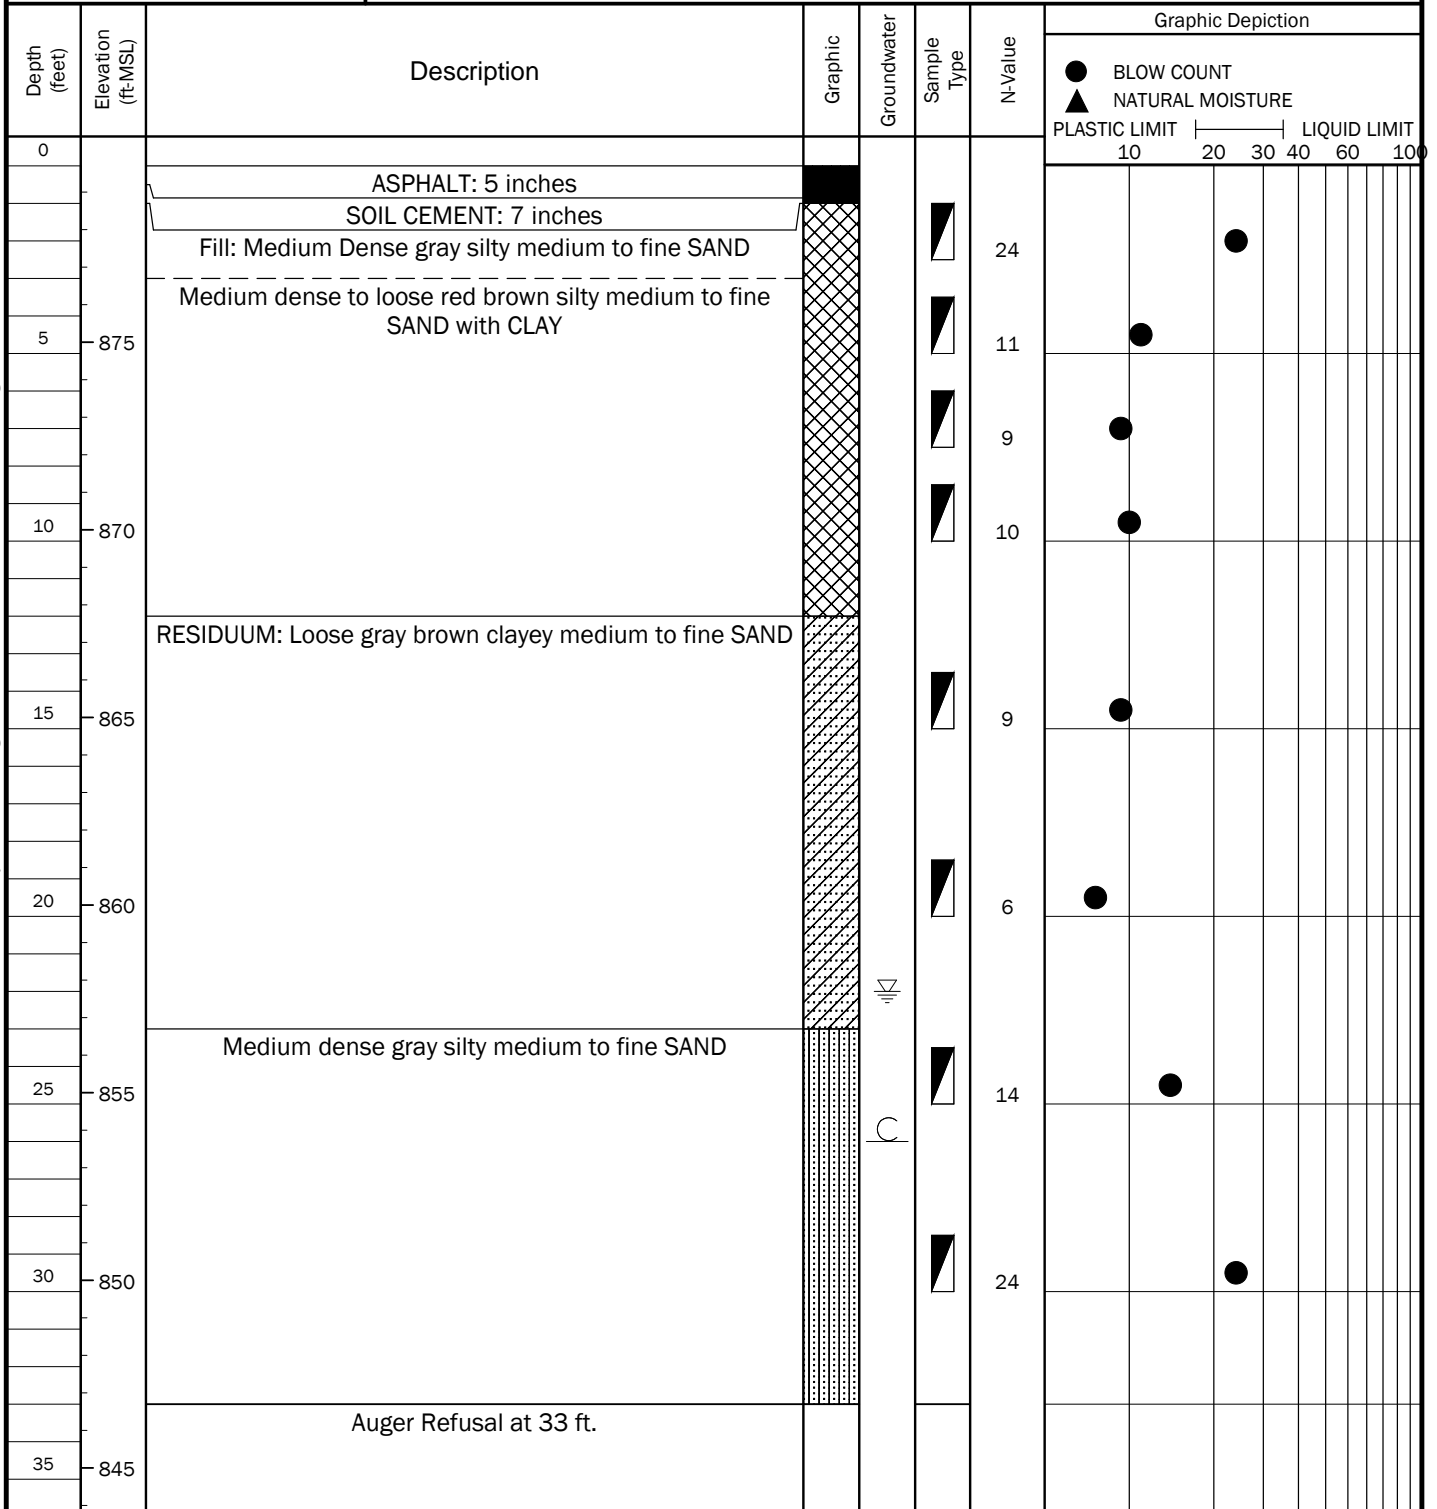 Depth
(feet)
Elevation
(ft-MSL)
Description
Graphic
Groundwater
Sample
Type
N-Value
Graphic Depiction
BLOW COUNT
NATURAL MOISTURE
PLASTIC LIMIT LIQUID LIMIT
10 20 30 40 60 100
0
ASPHALT: 5 inches
SOIL CEMENT: 7 inches
Fill: Medium Dense gray silty medium to fine SAND
24
Medium dense to loose red brown silty medium to fine
SAND with CLAY
5 875 11
9
10 870 10
RESIDUUM: Loose gray brown clayey medium to fine SAND
15 865 9
20 860 6
Medium dense gray silty medium to fine SAND
25 855 14
C
30 850 24
Auger Refusal at 33 ft.
35 845